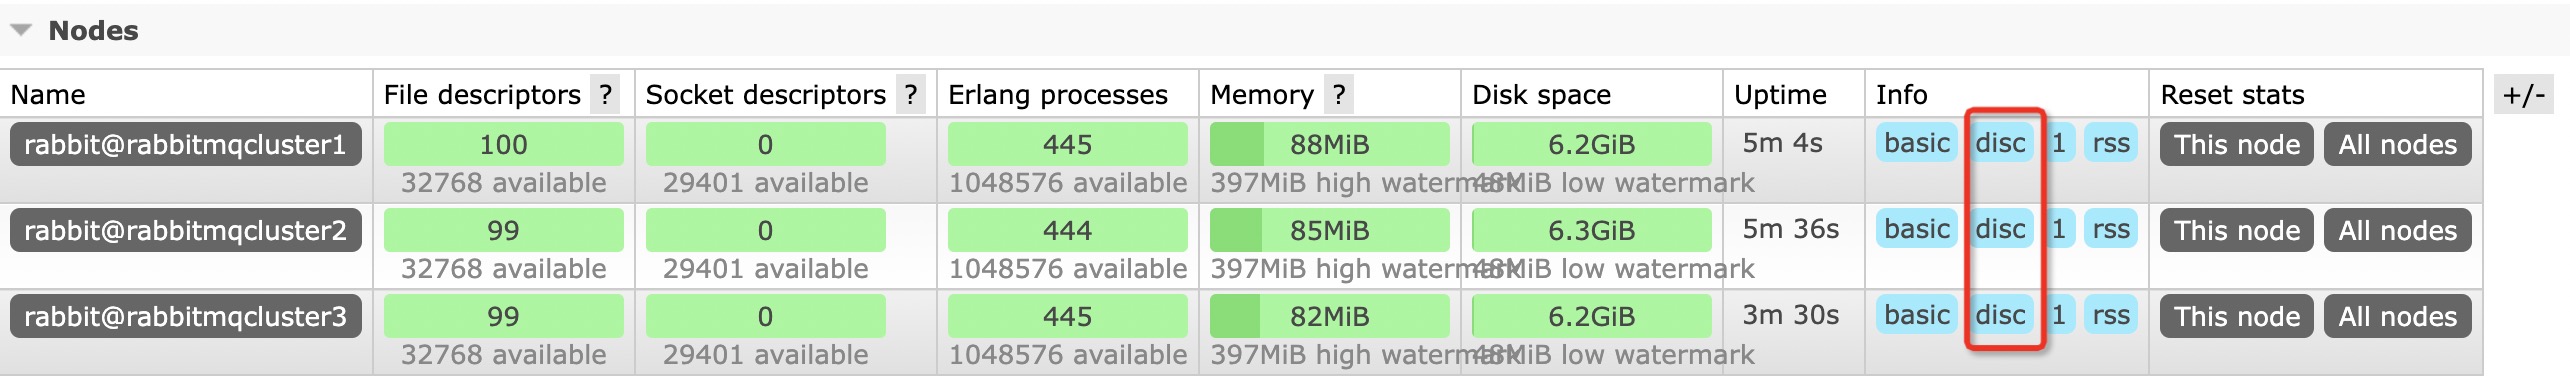 Nodes
Name File descriptors ? Socket descriptors ? Erlang processes Memory ? Disk space Uptime Info Reset stats +/-
rabbit@rabbitmqcluster1 100 0 445 88MiB 6.2GiB 5m 4s basic disc 1 rss This node All nodes
32768 available 29401 available 1048576 available 397MiB high watermark 48MiB low watermark
rabbit@rabbitmqcluster2 99 0 444 85MiB 6.3GiB 5m 36s basic disc 1 rss This node All nodes
32768 available 29401 available 1048576 available 397MiB high watermark 48MiB low watermark
rabbit@rabbitmqcluster3 99 0 445 82MiB 6.2GiB 3m 30s basic disc 1 rss This node All nodes
32768 available 29401 available 1048576 available 397MiB high watermark 48MiB low watermark